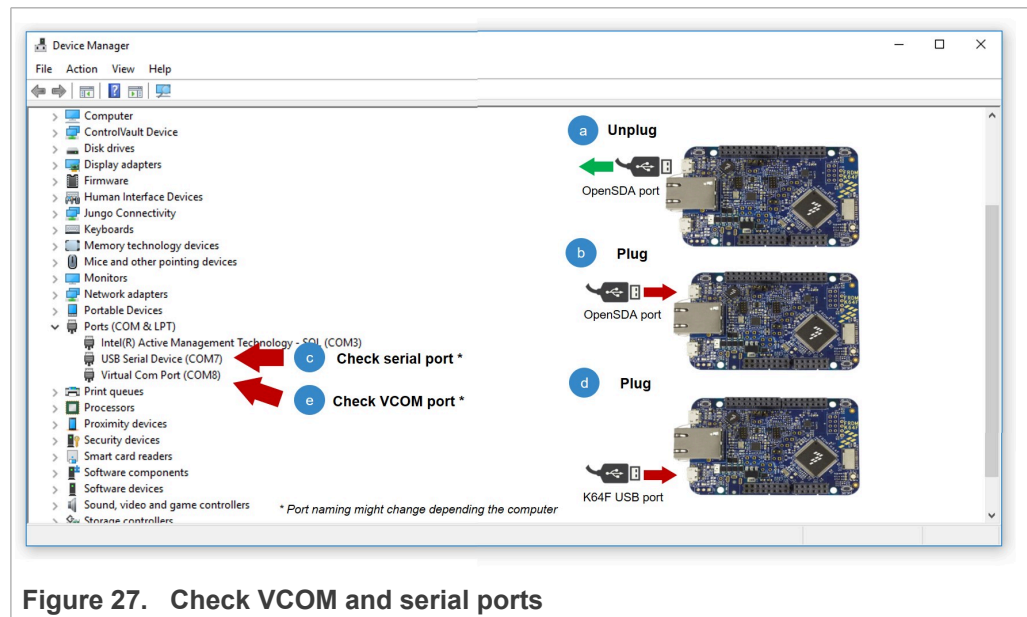 Device Manager
File Action View Help
Computer
ControlVault Device
Disk drives
Display adapters
Firmware
Human Interface Devices
Jungo Connectivity
Keyboards
Memory technology devices
Mice and other pointing devices
Monitors
Network adapters
Portable Devices
Ports (COM & LPT)
Intel(R) Active Management Technology - SOL (COM3)
USB Serial Device (COM7)
Virtual Com Port (COM8)
Print queues
Processors
Proximity devices
Security devices
Smart card readers
Software components
Software devices
Sound, video and game controllers
Storage controllers
c Check serial port *
e Check VCOM port *
* Port naming might change depending the computer
a Unplug
OpenSDA port
b Plug
OpenSDA port
d Plug
K64F USB port
Figure 27. Check VCOM and serial ports